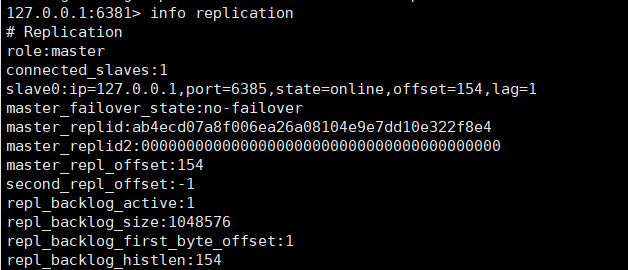 127.0.0.1:6381> info replication
# Replication
role:master
connected_slaves:1
slave0:ip=127.0.0.1,port=6385,state=online,offset=154,lag=1
master_failover_state:no-failover
master_replid:ab4ecd07a8f006ea26a08104e9e7dd10e322f8e4
master_replid2:0000000000000000000000000000000000000000
master_repl_offset:154
second_repl_offset:-1
repl_backlog_active:1
repl_backlog_size:1048576
repl_backlog_first_byte_offset:1
repl_backlog_histlen:154